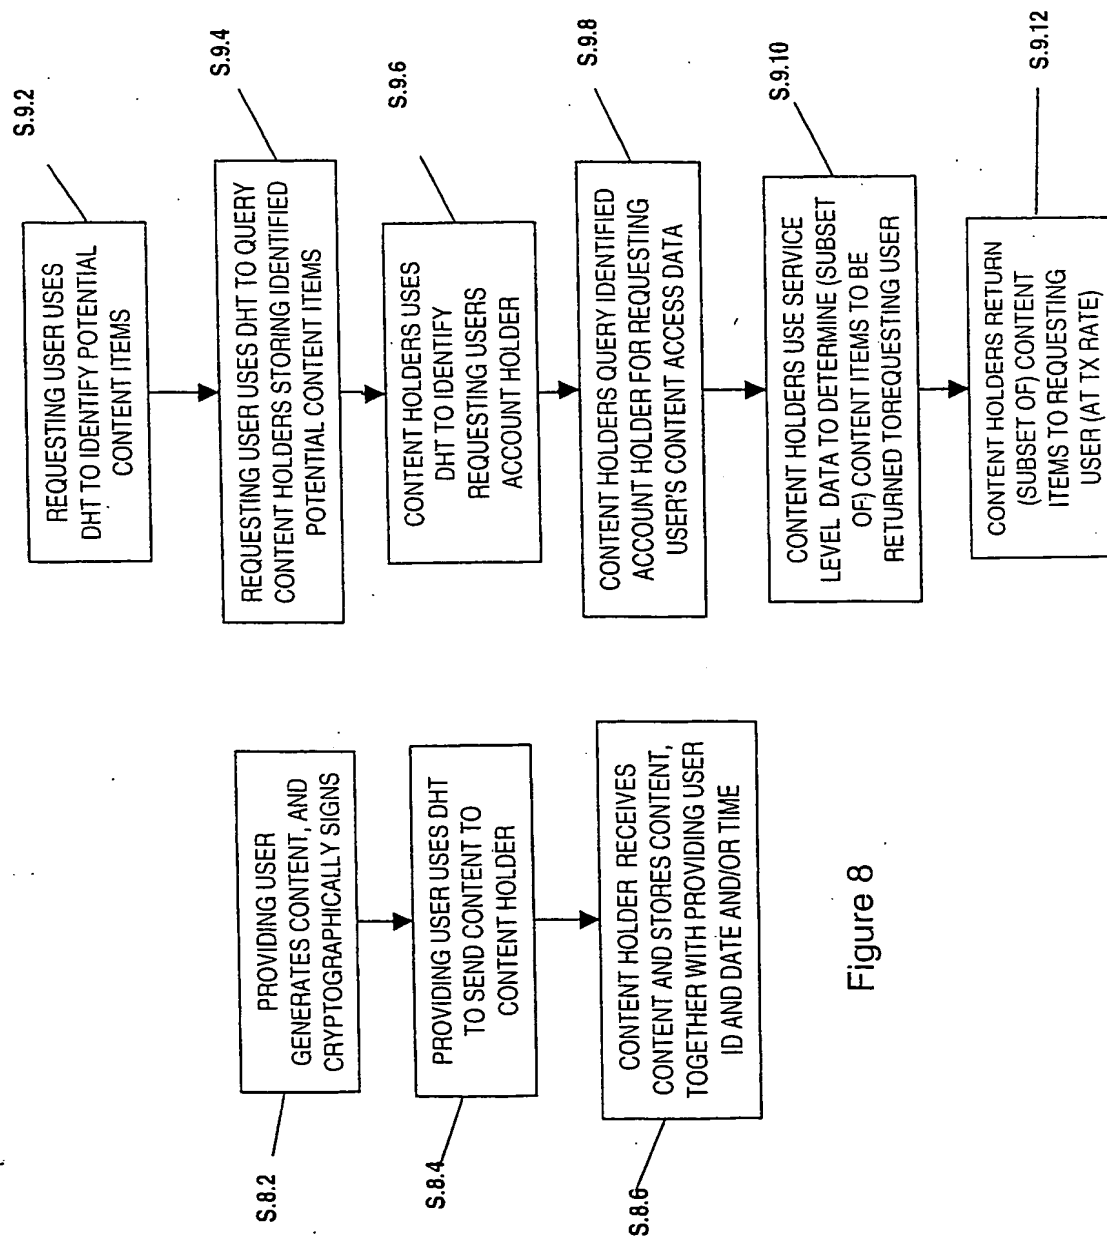 S.8.2
PROVIDING USER
GENERATES CONTENT, AND
CRYPTOGRAPHICALLY SIGNS
S.8.4
PROVIDING USER USES DHT
TO SEND CONTENT TO
CONTENT HOLDER
S.8.6
CONTENT HOLDER RECEIVES
CONTENT AND STORES CONTENT,
TOGETHER WITH PROVIDING USER
ID AND DATE AND/OR TIME
Figure 8
S.9.2
REQUESTING USER USES
DHT TO IDENTIFY POTENTIAL
CONTENT ITEMS
S.9.4
REQUESTING USER USES DHT TO QUERY
CONTENT HOLDERS STORING IDENTIFIED
POTENTIAL CONTENT ITEMS
S.9.6
CONTENT HOLDERS USES
DHT TO IDENTIFY
REQUESTING USERS
ACCOUNT HOLDER
S.9.8
CONTENT HOLDERS QUERY IDENTIFIED
ACCOUNT HOLDER FOR REQUESTING
USER'S CONTENT ACCESS DATA
S.9.10
CONTENT HOLDERS USE SERVICE
LEVEL DATA TO DETERMINE (SUBSET
OF) CONTENT ITEMS TO BE
RETURNED TOREQUESTING USER
S.9.12
CONTENT HOLDERS RETURN
(SUBSET OF) CONTENT
ITEMS TO REQUESTING
USER (AT TX RATE)